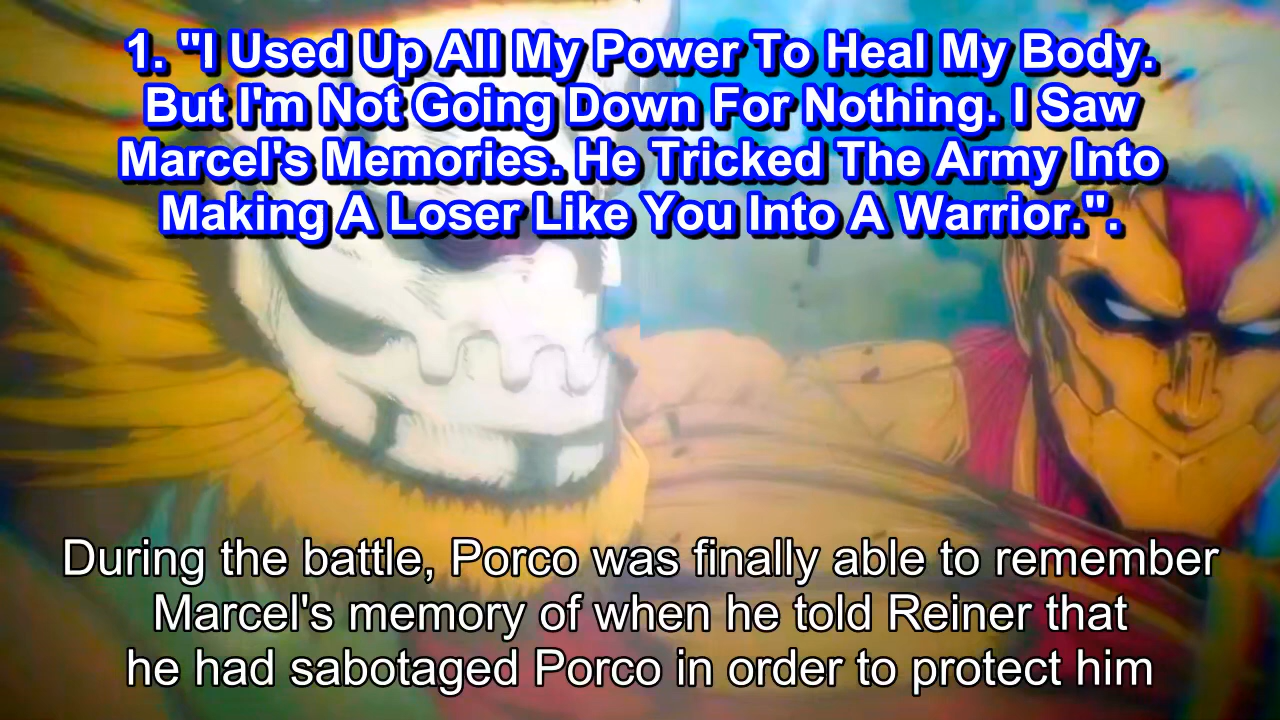 1. "I Used Up All My Power To Heal My Body.
But I'm Not Going Down For Nothing. I Saw
Marcel's Memories. He Tricked The Army Into
Making A Loser Like You Into A Warrior.".
During the battle, Porco was finally able to remember
Marcel's memory of when he told Reiner that
he had sabotaged Porco in order to protect him